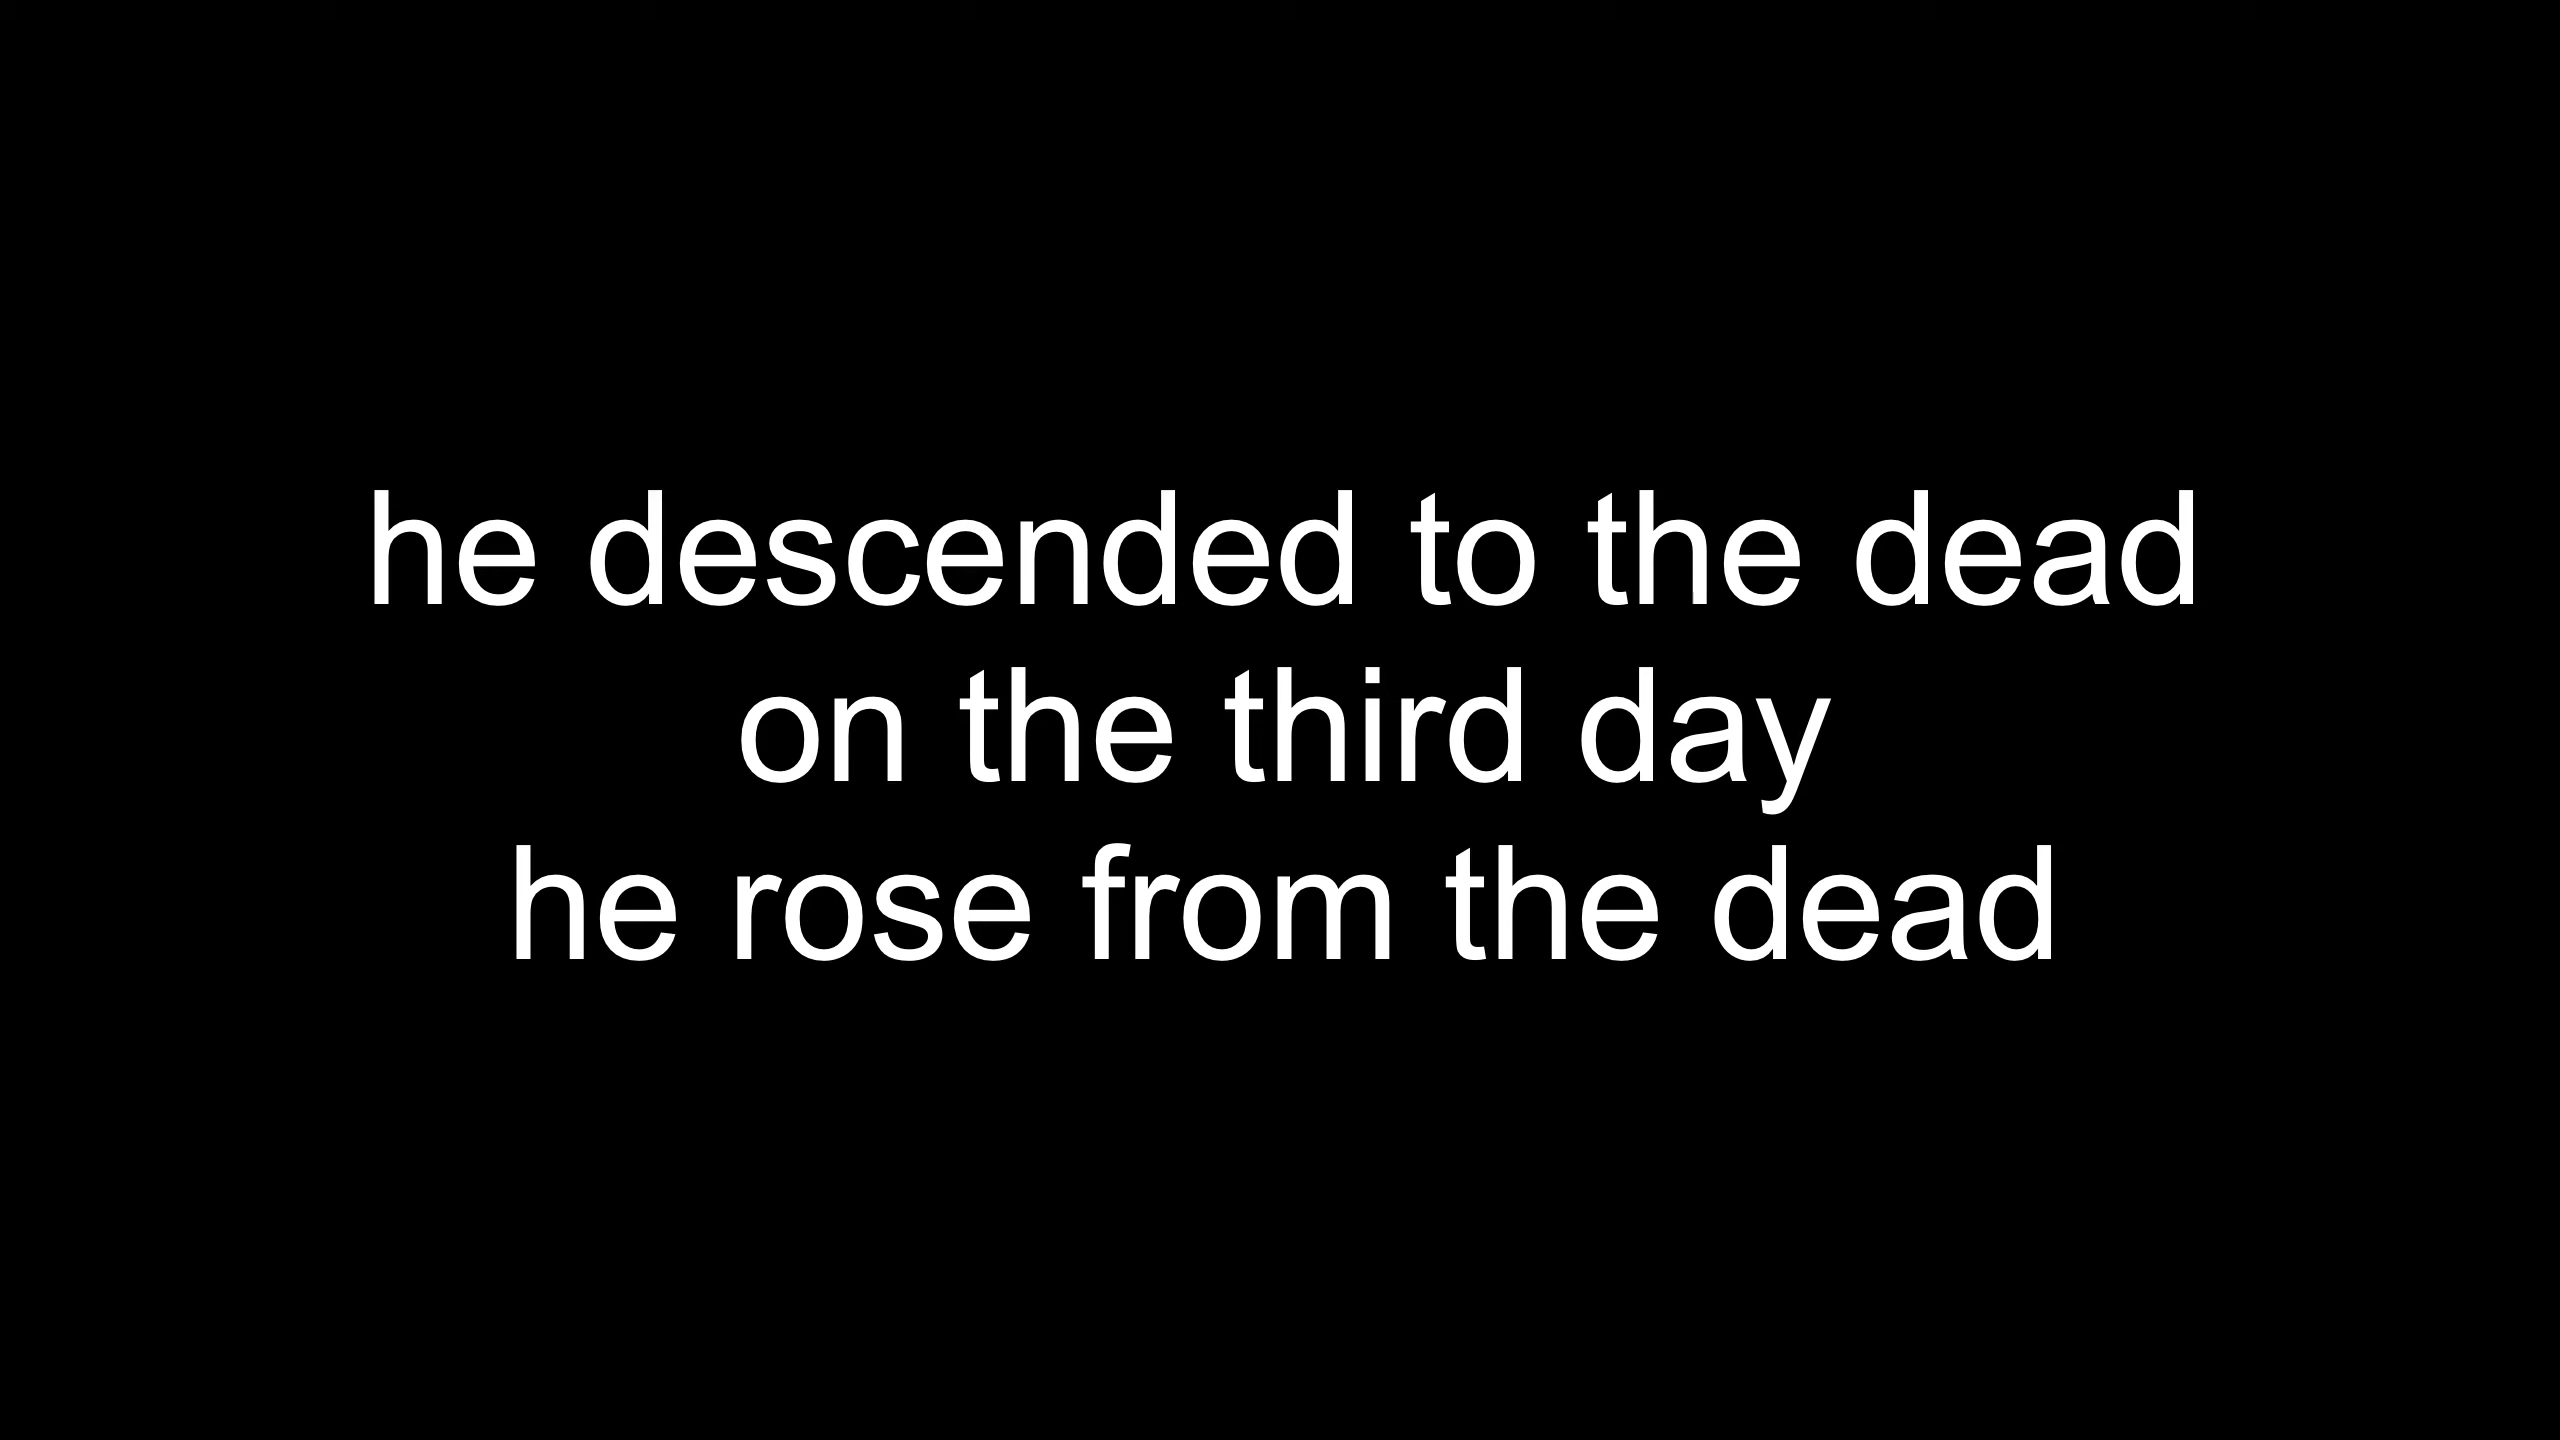 he descended to the dead
on the third day
he rose from the dead